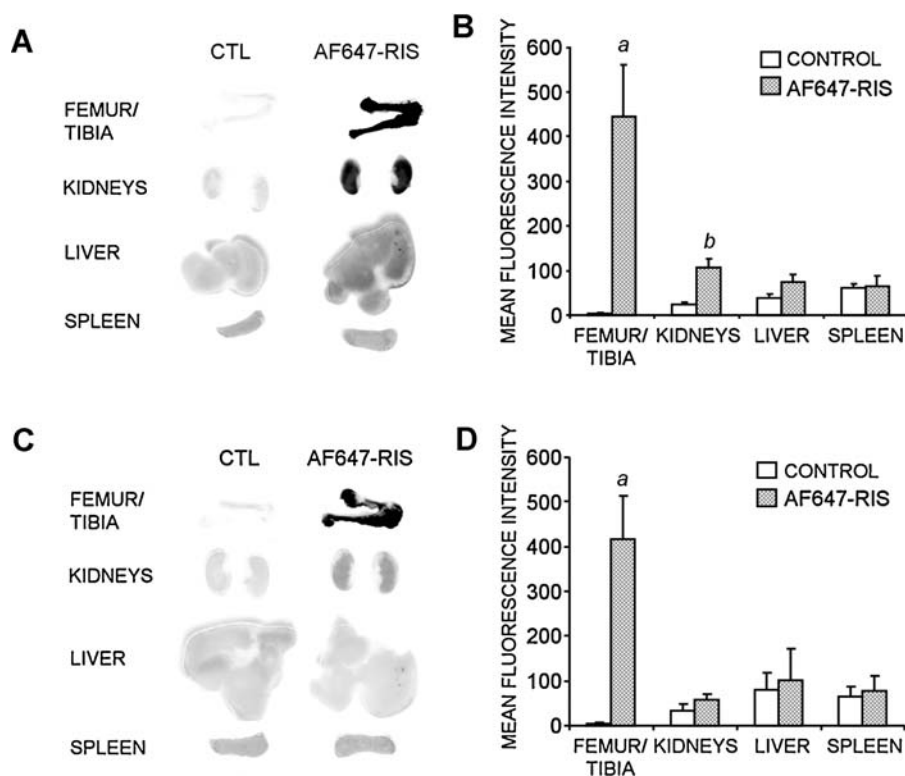 A
CTL AF647-RIS
FEMUR/
TIBIA
KIDNEYS
LIVER
SPLEEN
B
MEAN FLUORESCENCE INTENSITY
600
500
400
300
200
100
0
a
b
CONTROL
AF647-RIS
FEMUR/
TIBIA
KIDNEYS
LIVER
SPLEEN
C
CTL AF647-RIS
FEMUR/
TIBIA
KIDNEYS
LIVER
SPLEEN
D
MEAN FLUORESCENCE INTENSITY
600
500
400
300
200
100
0
a
CONTROL
AF647-RIS
FEMUR/
TIBIA
KIDNEYS
LIVER
SPLEEN